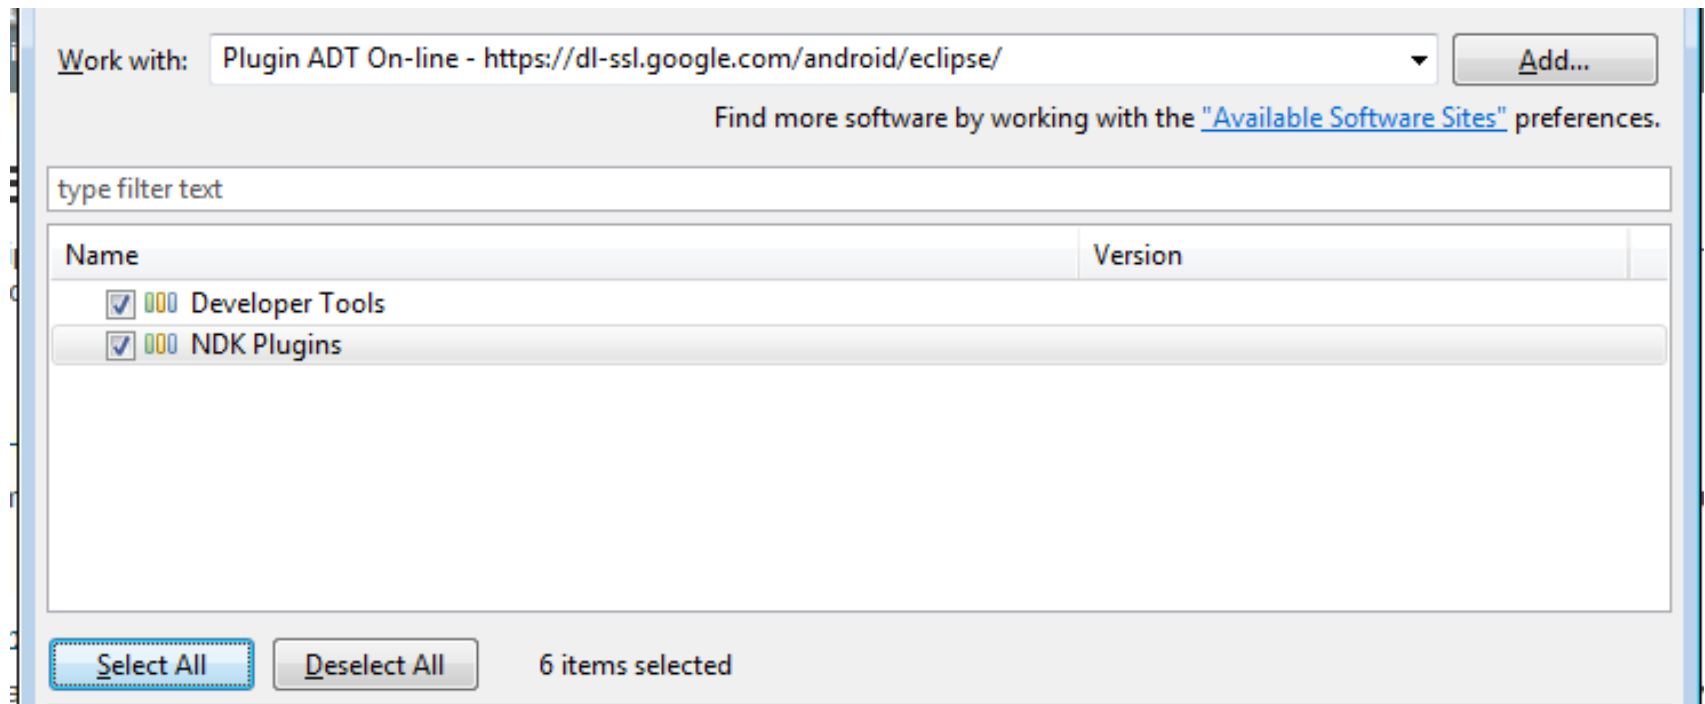 Work with: Plugin ADT On-line - https://dl-ssl.google.com/android/eclipse/ Add...
Find more software by working with the "Available Software Sites" preferences.
type filter text
Name Version
Developer Tools
NDK Plugins
Select All Deselect All 6 items selected